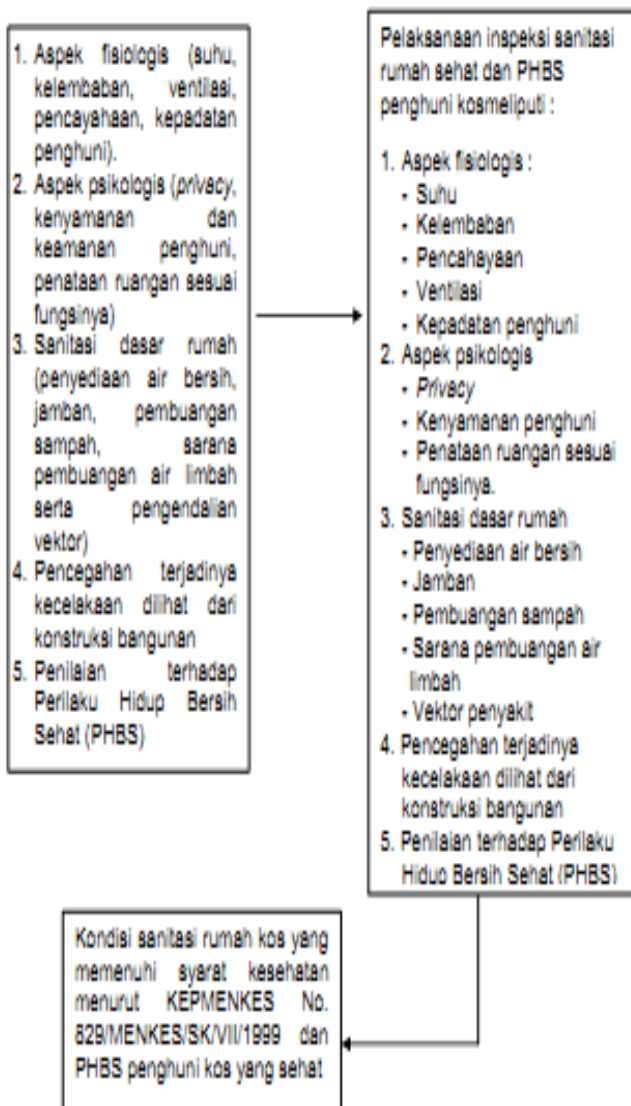 1. Aspek fisiologis (suhu,
kelembaban, ventilasi,
pencayahaan, kepadatan
penghuni).
2. Aspek psikologis (privacy,
kenyamanan dan
keamanan penghuni,
penataan ruangan sesuai
fungsinya)
3. Sanitasi dasar rumah
(penyediaan air bersih,
jamban, pembuangan
sampah, sarana
pembuangan air limbah
serta pengendalian
vektor)
4. Pencegahan terjadinya
kecelakaan dilihat dari
konstruksi bangunan
5. Penilaian terhadap
Perilaku Hidup Bersih
Sehat (PHBS)
Pelaksanaan inspeksi sanitasi
rumah sehat dan PHBS
penghuni kosmeliputi :
1. Aspek fisiologis :
- Suhu
- Kelembaban
- Pencahayaan
- Ventilasi
- Kepadatan penghuni
2. Aspek psikologis
- Privacy
- Kenyamanan penghuni
- Penataan ruangan sesuai
fungsinya.
3. Sanitasi dasar rumah
- Penyediaan air bersih
- Jamban
- Pembuangan sampah
- Sarana pembuangan air
limbah
- Vektor penyakit
4. Pencegahan terjadinya
kecelakaan dilihat dari
konstruksi bangunan
5. Penilaian terhadap Perilaku
Hidup Bersih Sehat (PHBS)
Kondisi sanitasi rumah kos yang
memenuhi syarat kesehatan
menurut KEPMENKES No.
829/MENKES/SK/VII/1999 dan
PHBS penghuni kos yang sehat